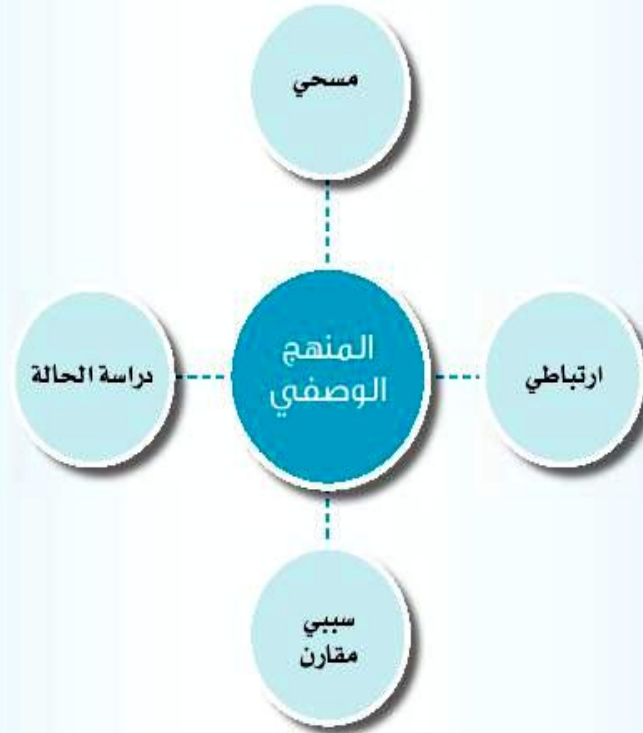 مسحي
المنهج
الوصفي
ارتباطي
دراسة الحالة
سببي
مقارن